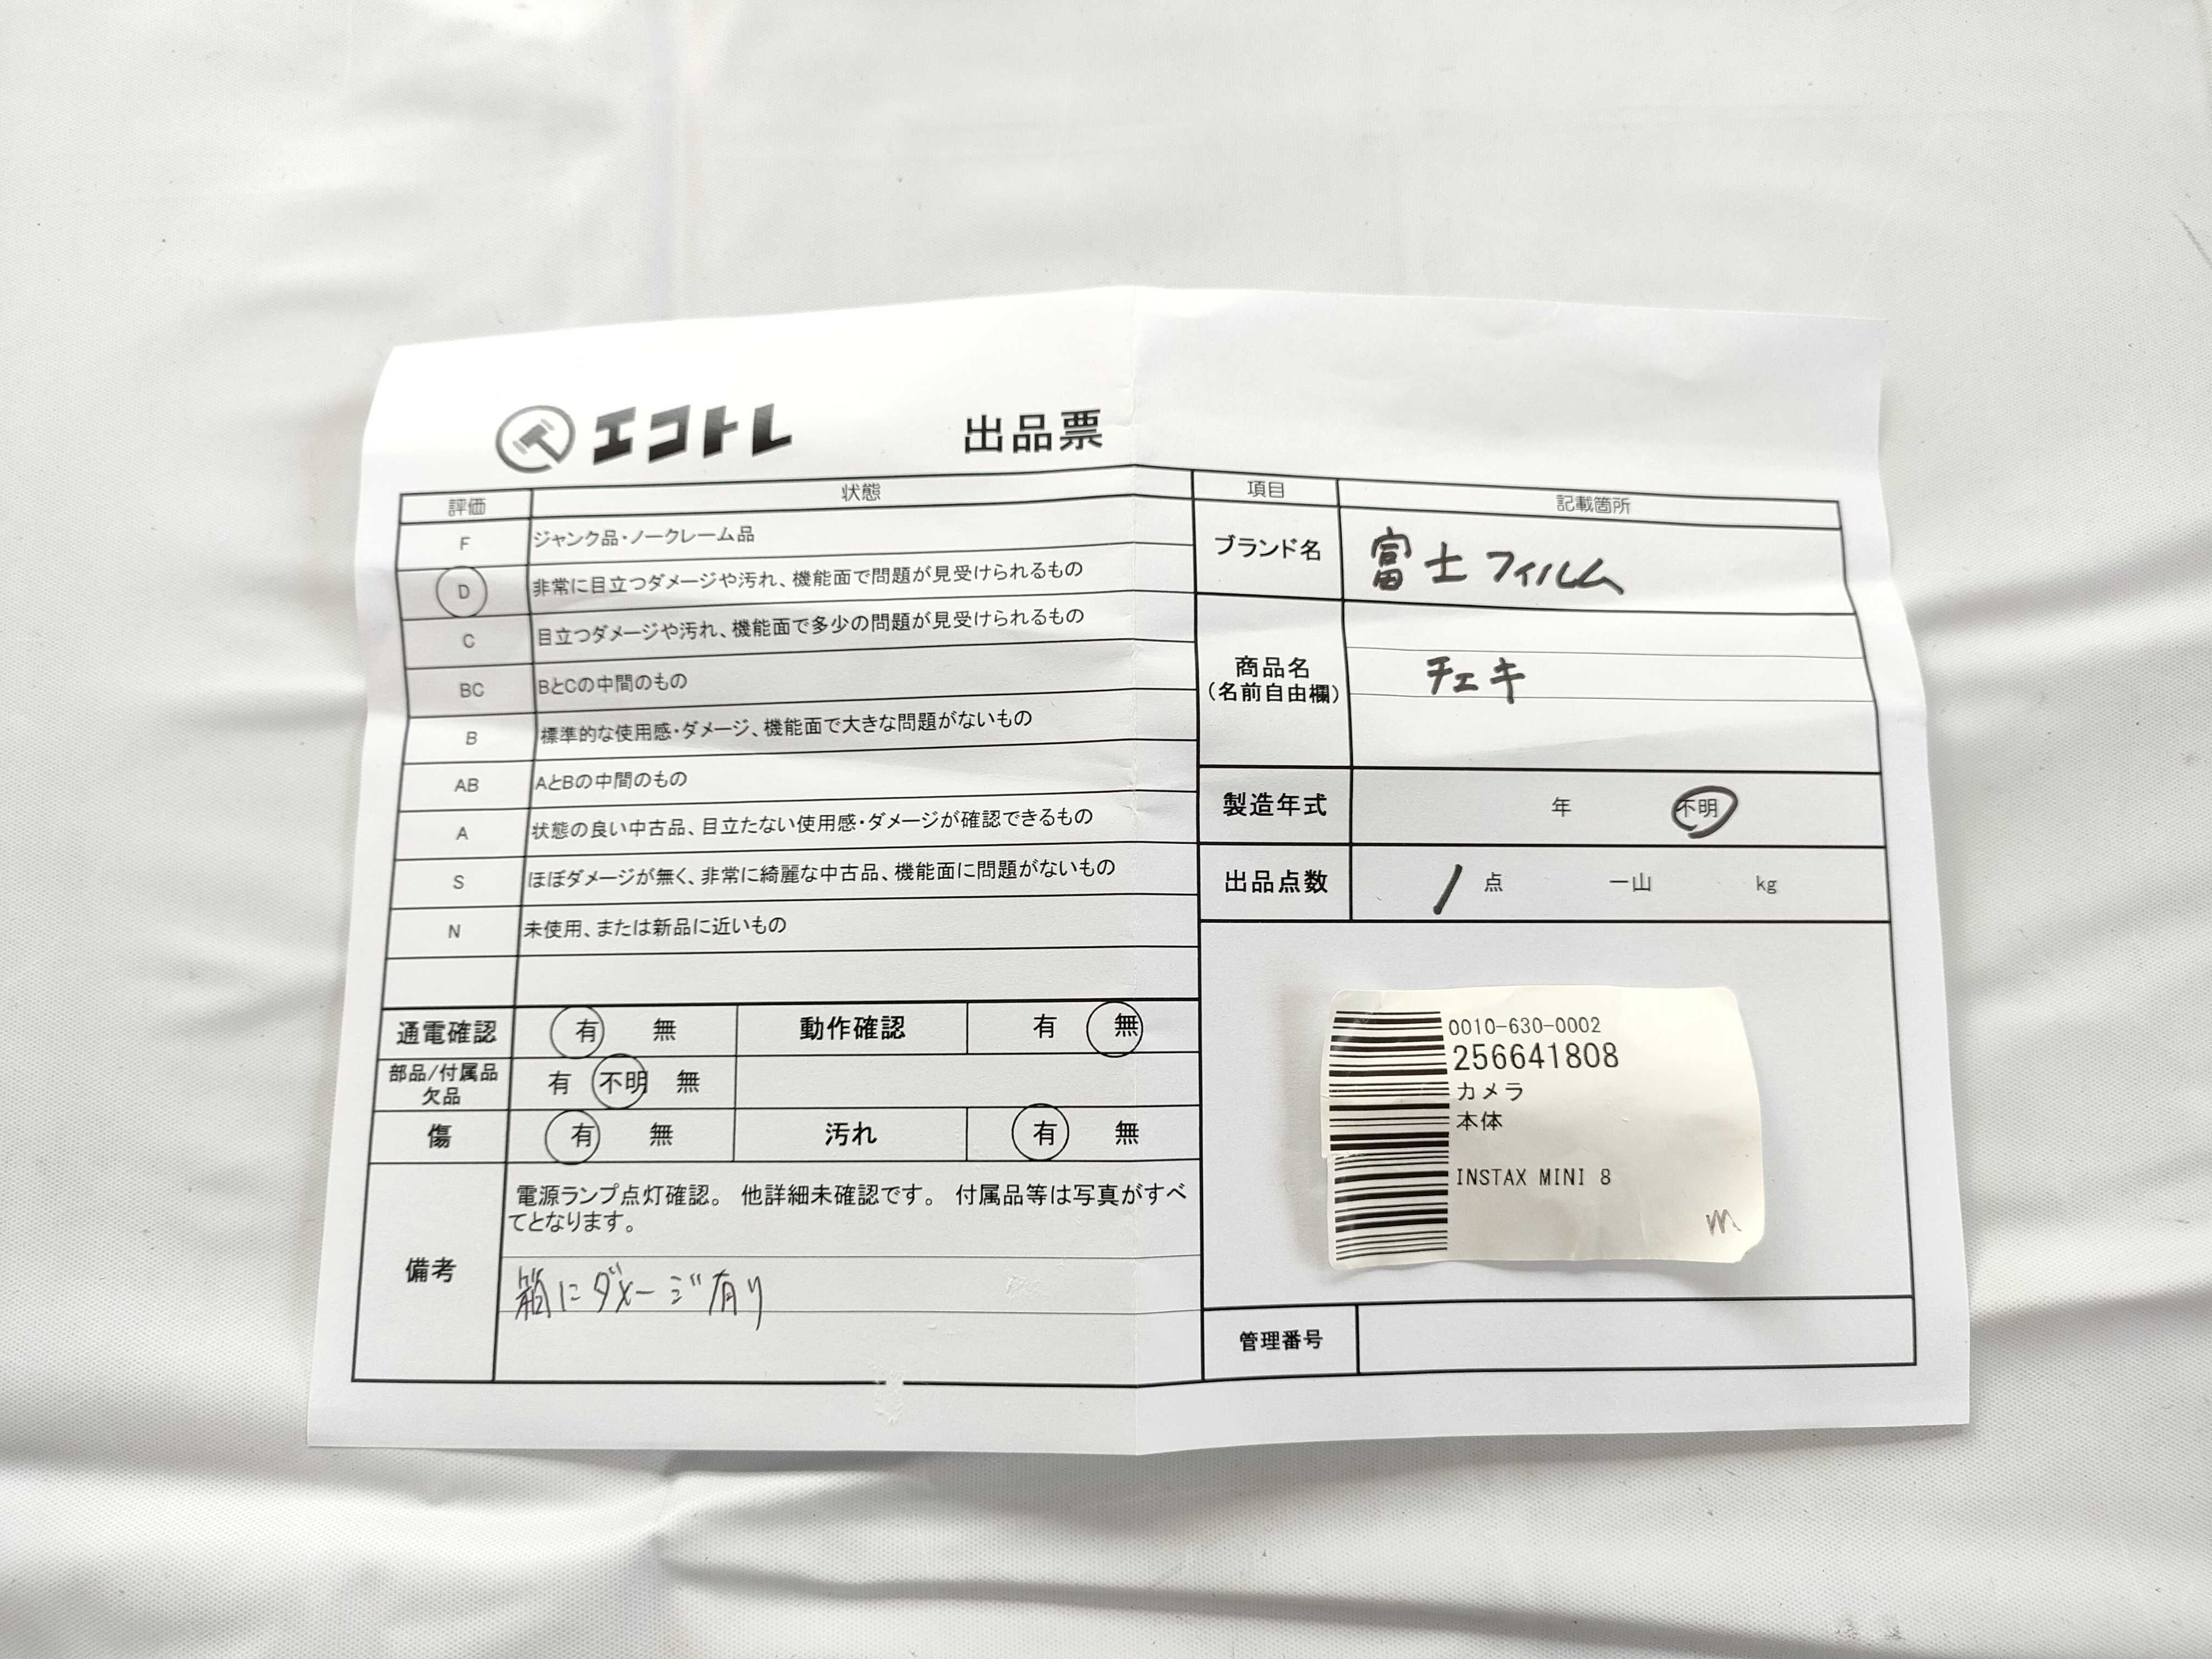 エコトレ 出品票
評価 状態
F ジャンク品・ノークレーム品
D 非常に目立つダメージや汚れ、機能面で問題が見受けられるもの
C 目立つダメージや汚れ、機能面で多少の問題が見受けられるもの
BC BとCの中間のもの
B 標準的な使用感・ダメージ、機能面で大きな問題がないもの
AB AとBの中間のもの
A 状態の良い中古品、目立たない使用感・ダメージが確認できるもの
S ほぼダメージが無く、非常に綺麗な中古品、機能面に問題がないもの
N 未使用、または新品に近いもの
通電確認 有 無 動作確認 有 無
部品/付属品
欠品 有 不明 無
傷 有 無 汚れ 有 無
備考
電源ランプ点灯確認。 他詳細未確認です。 付属品等は写真がすべ
てとなります。
箱にダメージ有り
項目 記載箇所
ブランド名 富士フィルム
商品名
(名前自由欄)
チェキ
製造年式 年 不明
出品点数 1 点 一山 kg
0010-630-0002
256641808
カメラ
本体
INSTAX MINI 8
m
管理番号